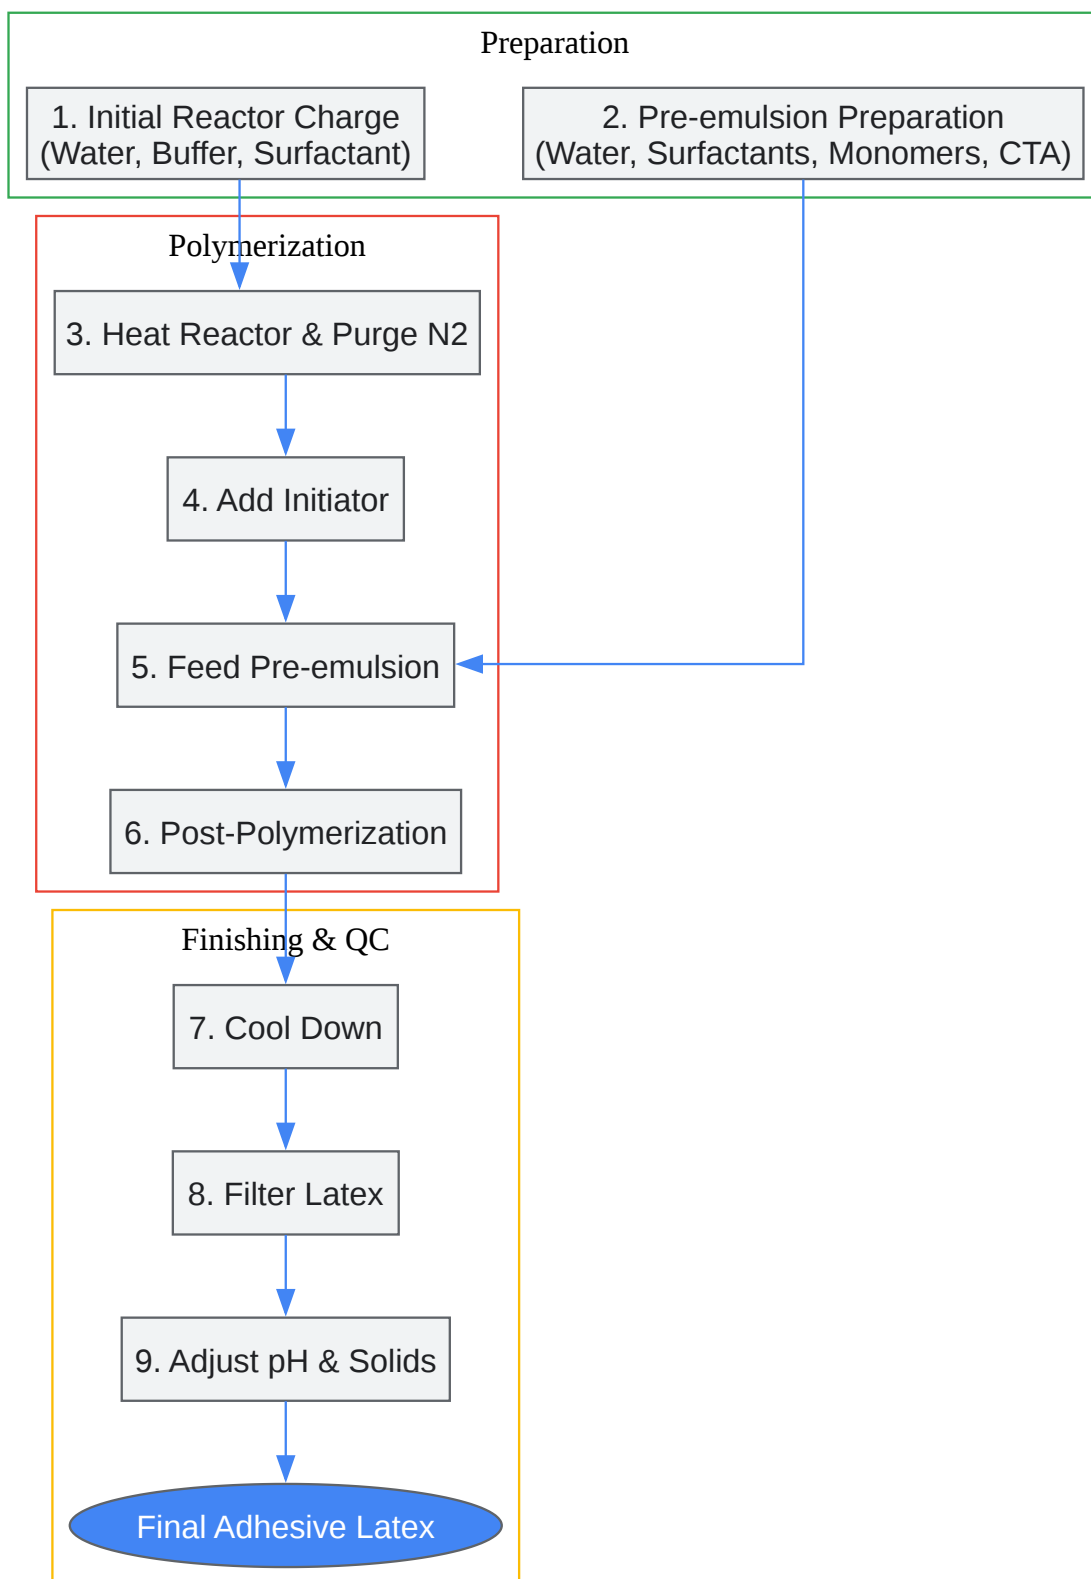 Preparation
1. Initial Reactor Charge
(Water, Buffer, Surfactant)
2. Pre-emulsion Preparation
(Water, Surfactants, Monomers, CTA)
Polymerization
3. Heat Reactor & Purge N2
4. Add Initiator
5. Feed Pre-emulsion
6. Post-Polymerization
Finishing & QC
7. Cool Down
8. Filter Latex
9. Adjust pH & Solids
Final Adhesive Latex